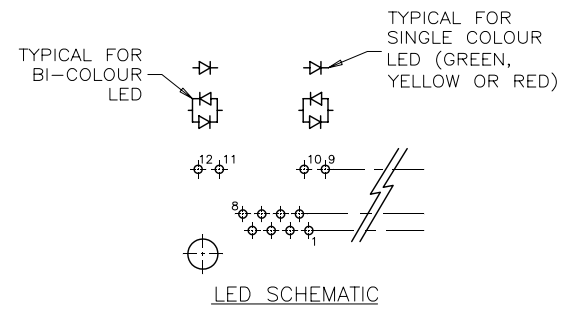 TYPICAL FOR
SINGLE COLOUR
LED (GREEN,
YELLOW OR RED)
TYPICAL FOR
BI-COLOUR
LED
12 11
10 9
8
1
LED SCHEMATIC